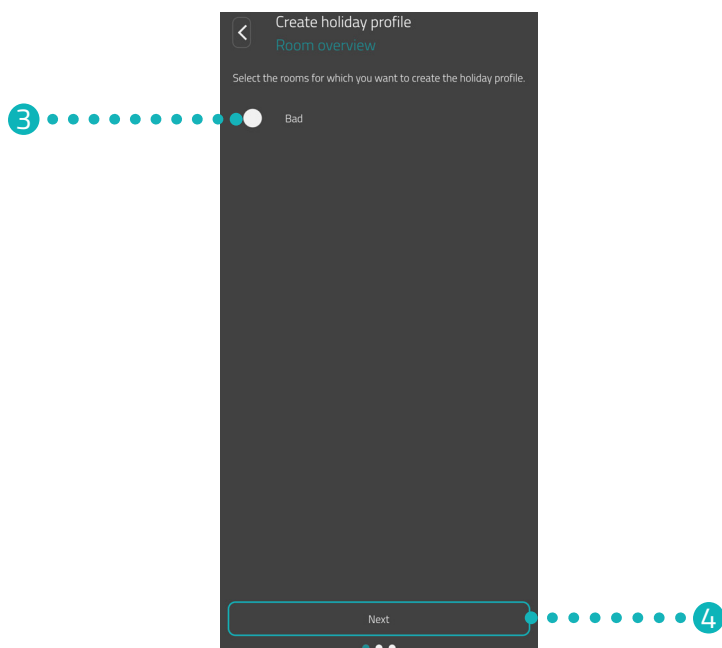 Create holiday profile
Room overview
Select the rooms for which you want to create the holiday profile.
3
Bad
Next
4